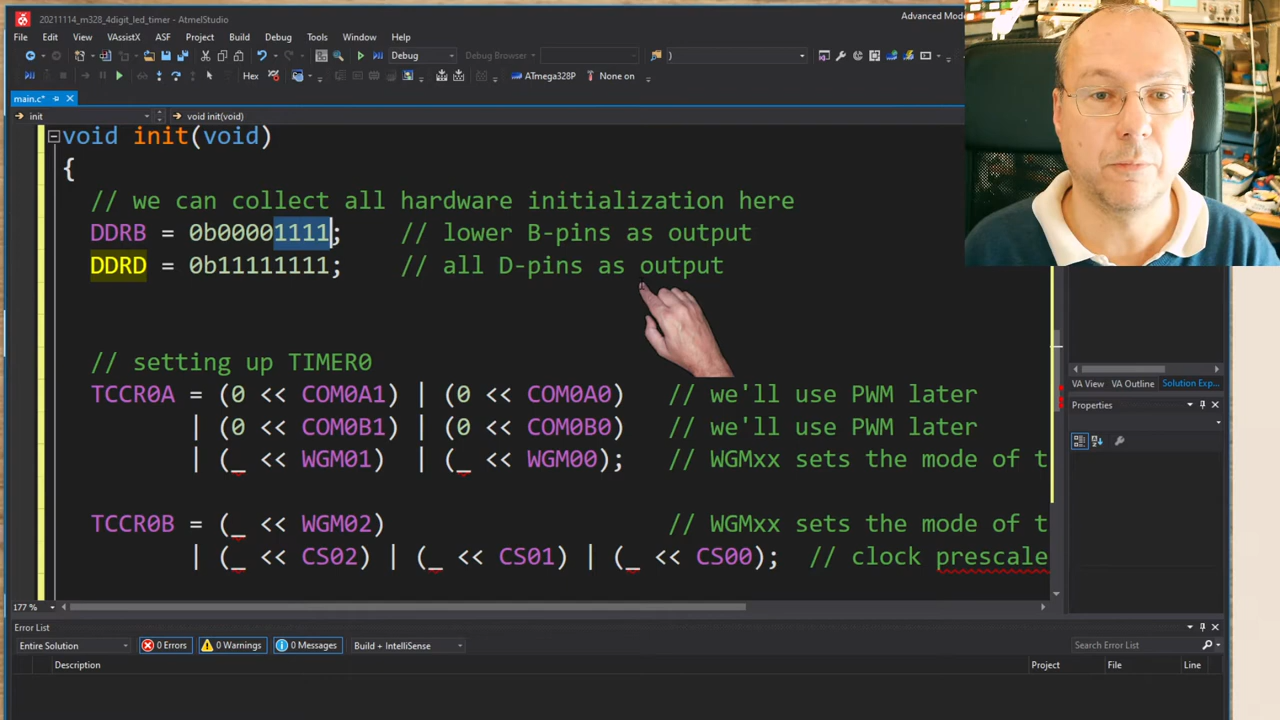 20211114_m328_4digit_led_timer - AtmelStudio
Advanced Mode
File Edit View VAssistX ASF Project Build Debug Tools Window Help
Debug Debug Browser )
Hex ATmega328P None on
main.c*
init void init(void)
void init(void)
{
// we can collect all hardware initialization here
DDRB = 0b00001111; // lower B-pins as output
DDRD = 0b11111111; // all D-pins as output
// setting up TIMER0
TCCR0A = (0 << COM0A1) | (0 << COM0A0) // we'll use PWM later
| (0 << COM0B1) | (0 << COM0B0) // we'll use PWM later
| (_ << WGM01) | (_ << WGM00); // WGMxx sets the mode of t
TCCR0B = (_ << WGM02) // WGMxx sets the mode of t
| (_ << CS02) | (_ << CS01) | (_ << CS00); // clock prescale
177 %
VA View VA Outline Solution Exp...
Properties
Error List
Entire Solution 0 Errors 0 Warnings 0 Messages Build + IntelliSense Search Error List
Description Project File Line